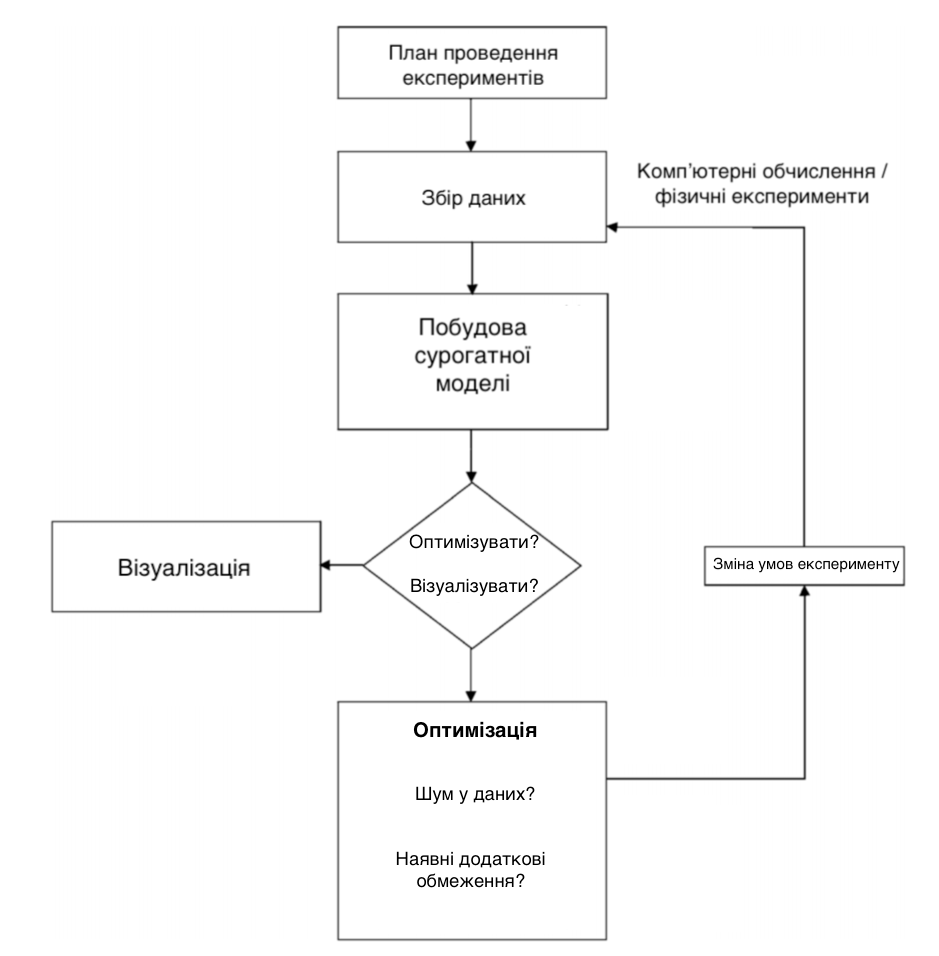 План проведення
експериментів
Комп’ютерні обчислення /
фізичні експерименти
Збір даних
Побудова
сурогатної
моделі
Оптимізувати?
Візуалізувати?
Візуалізація
Зміна умов експерименту
Оптимізація
Шум у даних?
Наявні додаткові
обмеження?